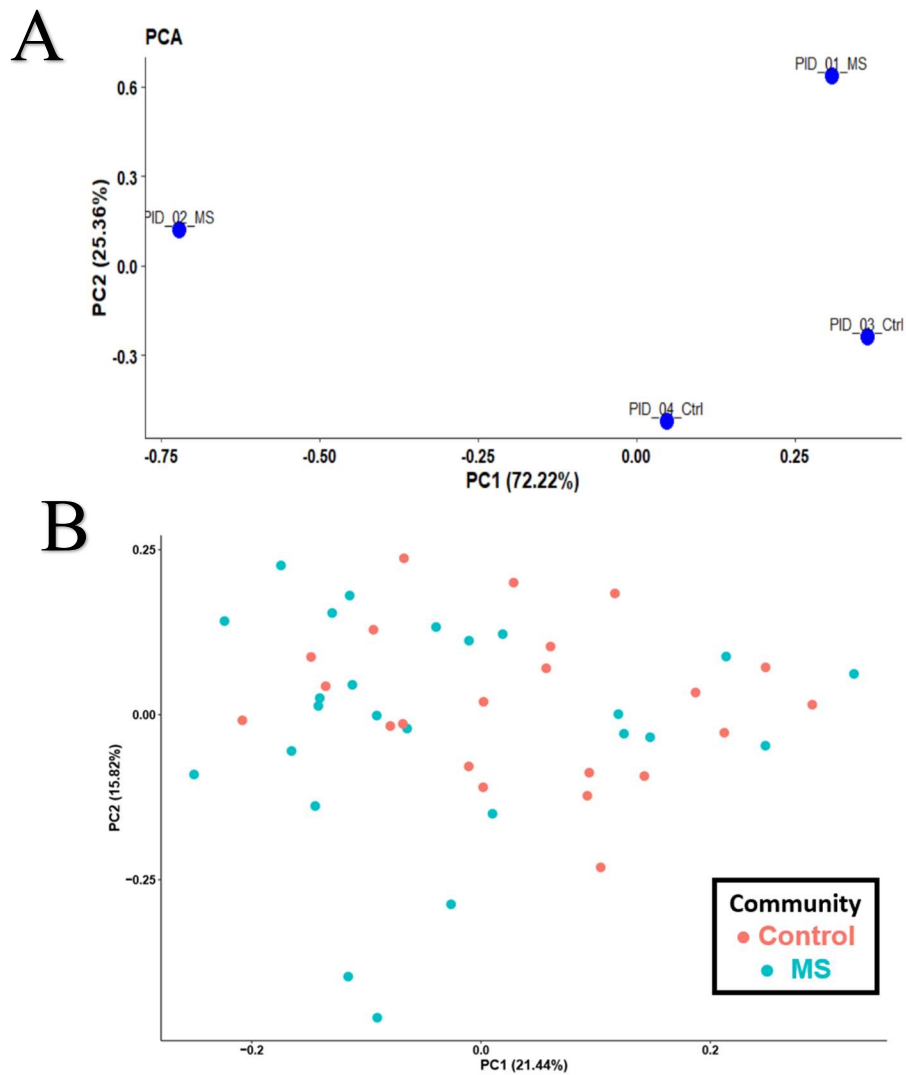 A
PCA
PID_01_MS
0.6
0.3
PID_02_MS
PC2 (25.36%)
0.0
PID_03_Ctrl
-0.3
PID_04_Ctrl
-0.75 -0.50 -0.25 0.00 0.25
PC1 (72.22%)
B
0.25
0.00
PC2 (15.82%)
−0.25
Community
Control
MS
−0.2 0.0 0.2
PC1 (21.44%)